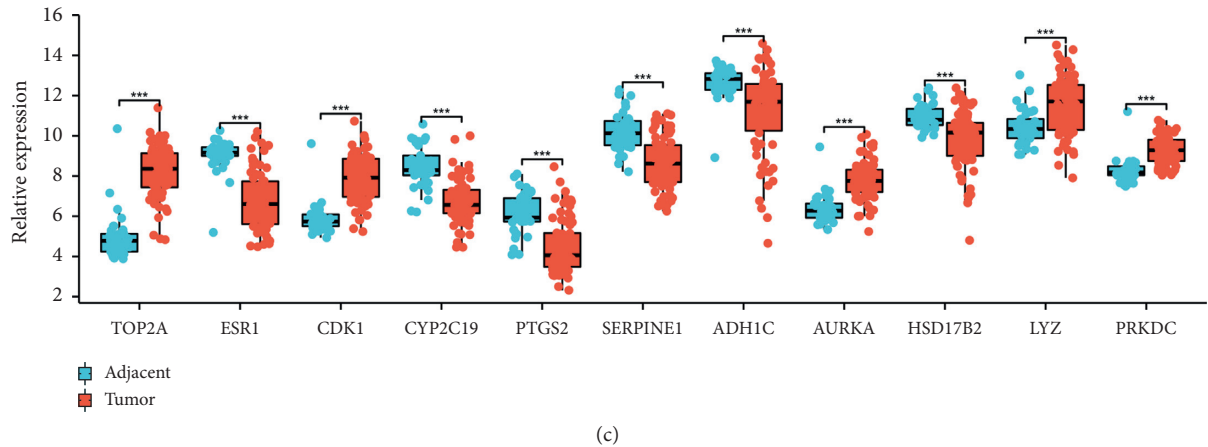 Relative expression
16
14
12
10
8
6
4
2
*** *** *** *** *** *** *** *** *** *** ***
TOP2A ESR1 CDK1 CYP2C19 PTGS2 SERPINE1 ADH1C AURKA HSD17B2 LYZ PRKDC
Adjacent
Tumor
(c)